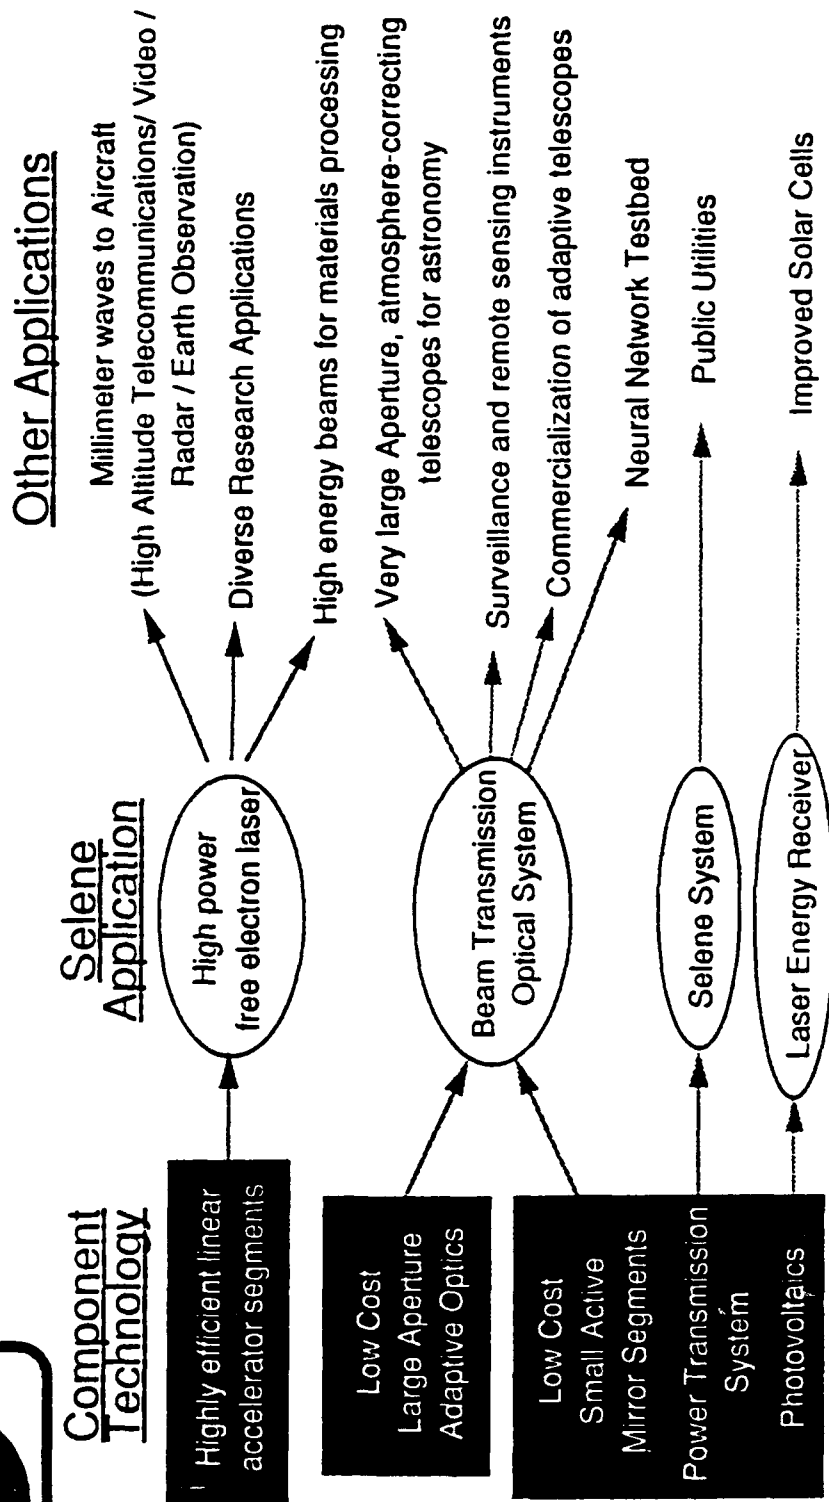 Component
Technology
Selene
Application
Other Applications
Highly efficient linear
accelerator segments
High power
free electron laser
Millimeter waves to Aircraft
(High Altitude Telecommunications/ Video /
Radar / Earth Observation)
Diverse Research Applications
High energy beams for materials processing
Low Cost
Large Aperture
Adaptive Optics
Low Cost
Small Active
Mirror Segments
Beam Transmission
Optical System
Very large Aperture, atmosphere-correcting
telescopes for astronomy
Surveillance and remote sensing instruments
Commercialization of adaptive telescopes
Neural Network Testbed
Power Transmission
System
Selene System
Public Utilities
Photovoltaics
Laser Energy Receiver
Improved Solar Cells